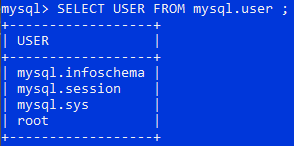 mysql> SELECT USER FROM mysql.user ;
+------------------+
| USER             |
+------------------+
| mysql.infoschema |
| mysql.session    |
| mysql.sys        |
| root             |
+------------------+